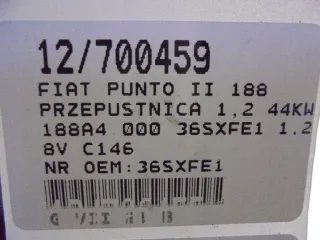 12/700459
FIAT PUNTO II 188
PRZEPUSTNICA 1,2 44KW
188A4 000 36SXFE1 1.2
8V C146
NR OEM:36SXFE1